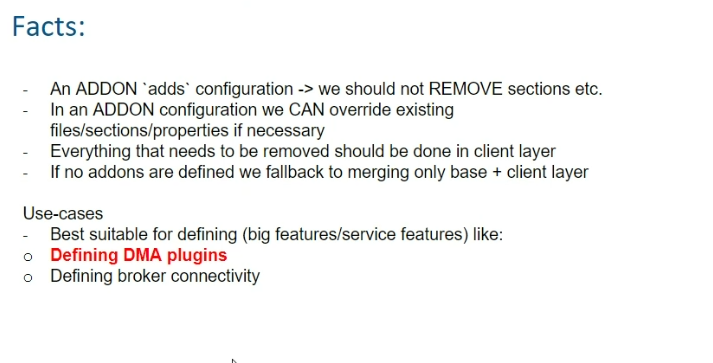 Facts:
- An ADDON `adds` configuration -> we should not REMOVE sections etc.
- In an ADDON configuration we CAN override existing
files/sections/properties if necessary
- Everything that needs to be removed should be done in client layer
- If no addons are defined we fallback to merging only base + client layer
Use-cases
- Best suitable for defining (big features/service features) like:
o Defining DMA plugins
o Defining broker connectivity